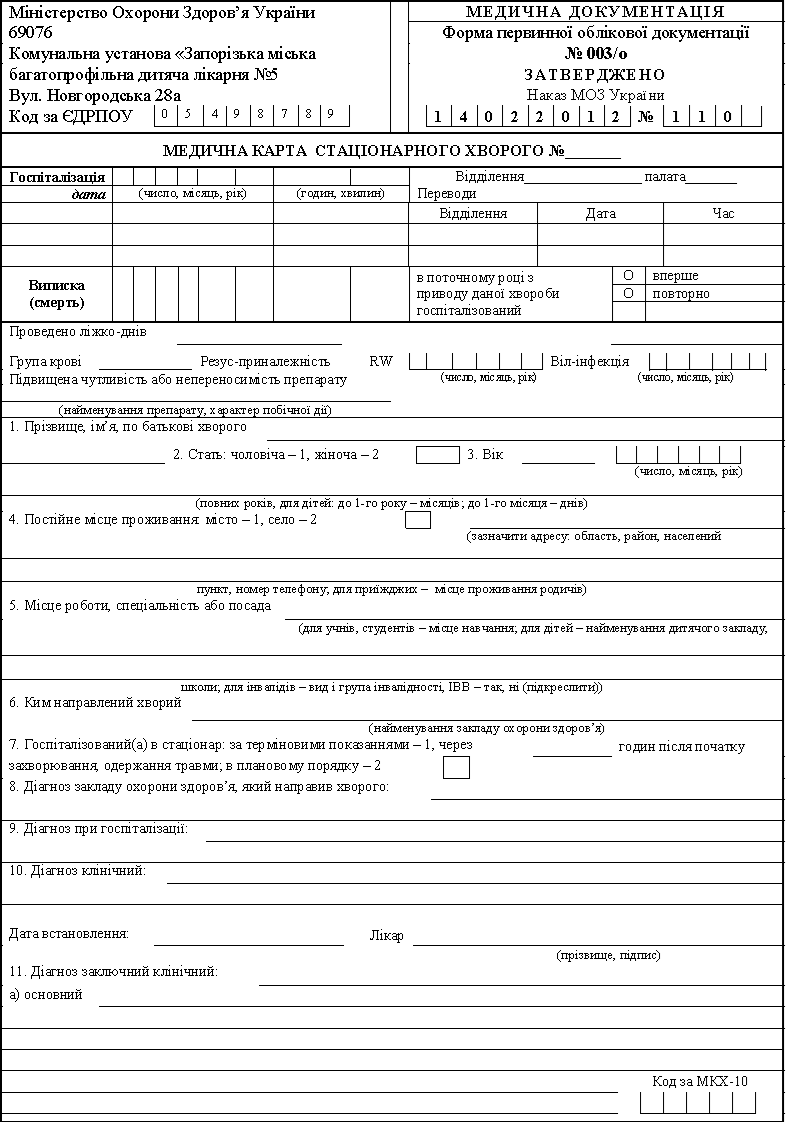 Міністерство Охорони Здоров’я України
69076
Комунальна установа «Запорізька міська
багатопрофільна дитяча лікарня №5
Вул. Новгородська 28а
Код за ЄДРПОУ 0 5 4 9 8 7 8 9
МЕДИЧНА ДОКУМЕНТАЦІЯ
Форма первинної облікової документації
№ 003/о
ЗАТВЕРДЖЕНО
Наказ МОЗ України
1 4 0 2 2 0 1 2 № 1 1 0
МЕДИЧНА КАРТА СТАЦІОНАРНОГО ХВОРОГО №_______
Госпіталізація
дата
(число, місяць, рік)
(годин, хвилин)
Відділення________________ палата_______
Переводи
Відділення Дата Час
Виписка
(смерть)
в поточному році з
приводу даної хвороби
госпіталізований
О вперше
О повторно
Проведено ліжко-днів
Група крові Резус-приналежність RW Віл-інфекція
(число, місяць, рік) (число, місяць, рік)
Підвищена чутливість або непереносимість препарату
(найменування препарату, характер побічної дії)
1. Прізвище, ім’я, по батькові хворого
2. Стать: чоловіча – 1, жіноча – 2 3. Вік
(число, місяць, рік)
(повних років, для дітей: до 1-го року – місяців; до 1-го місяця – днів)
4. Постійне місце проживання: місто – 1, село – 2
(зазначити адресу: область, район, населений
пункт, номер телефону; для приїжджих – місце проживання родичів)
5. Місце роботи, спеціальність або посада
(для учнів, студентів – місце навчання; для дітей – найменування дитячого закладу,
школи; для інвалідів – вид і група інвалідності, ІВВ – так, ні (підкреслити))
6. Ким направлений хворий
(найменування закладу охорони здоров’я)
7. Госпіталізований(а) в стаціонар: за терміновими показаннями – 1, через годин після початку
захворювання, одержання травми; в плановому порядку – 2
8. Діагноз закладу охорони здоров’я, який направив хворого:
9. Діагноз при госпіталізації:
10. Діагноз клінічний:
Дата встановлення: Лікар
(прізвище, підпис)
11. Діагноз заключний клінічний:
а) основний
Код за МКХ-10